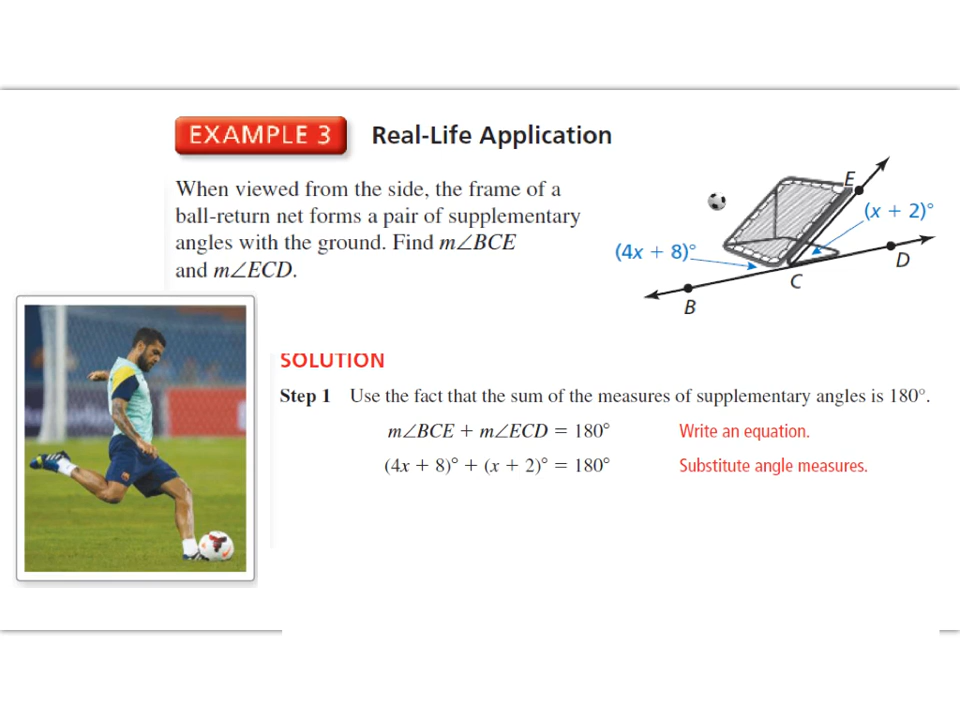 EXAMPLE 3 Real-Life Application
When viewed from the side, the frame of a
ball-return net forms a pair of supplementary
angles with the ground. Find m∠BCE
and m∠ECD.
E
(x + 2)°
(4x + 8)°
D
C
B
SOLUTION
Step 1 Use the fact that the sum of the measures of supplementary angles is 180°.
m∠BCE + m∠ECD = 180° Write an equation.
(4x + 8)° + (x + 2)° = 180° Substitute angle measures.